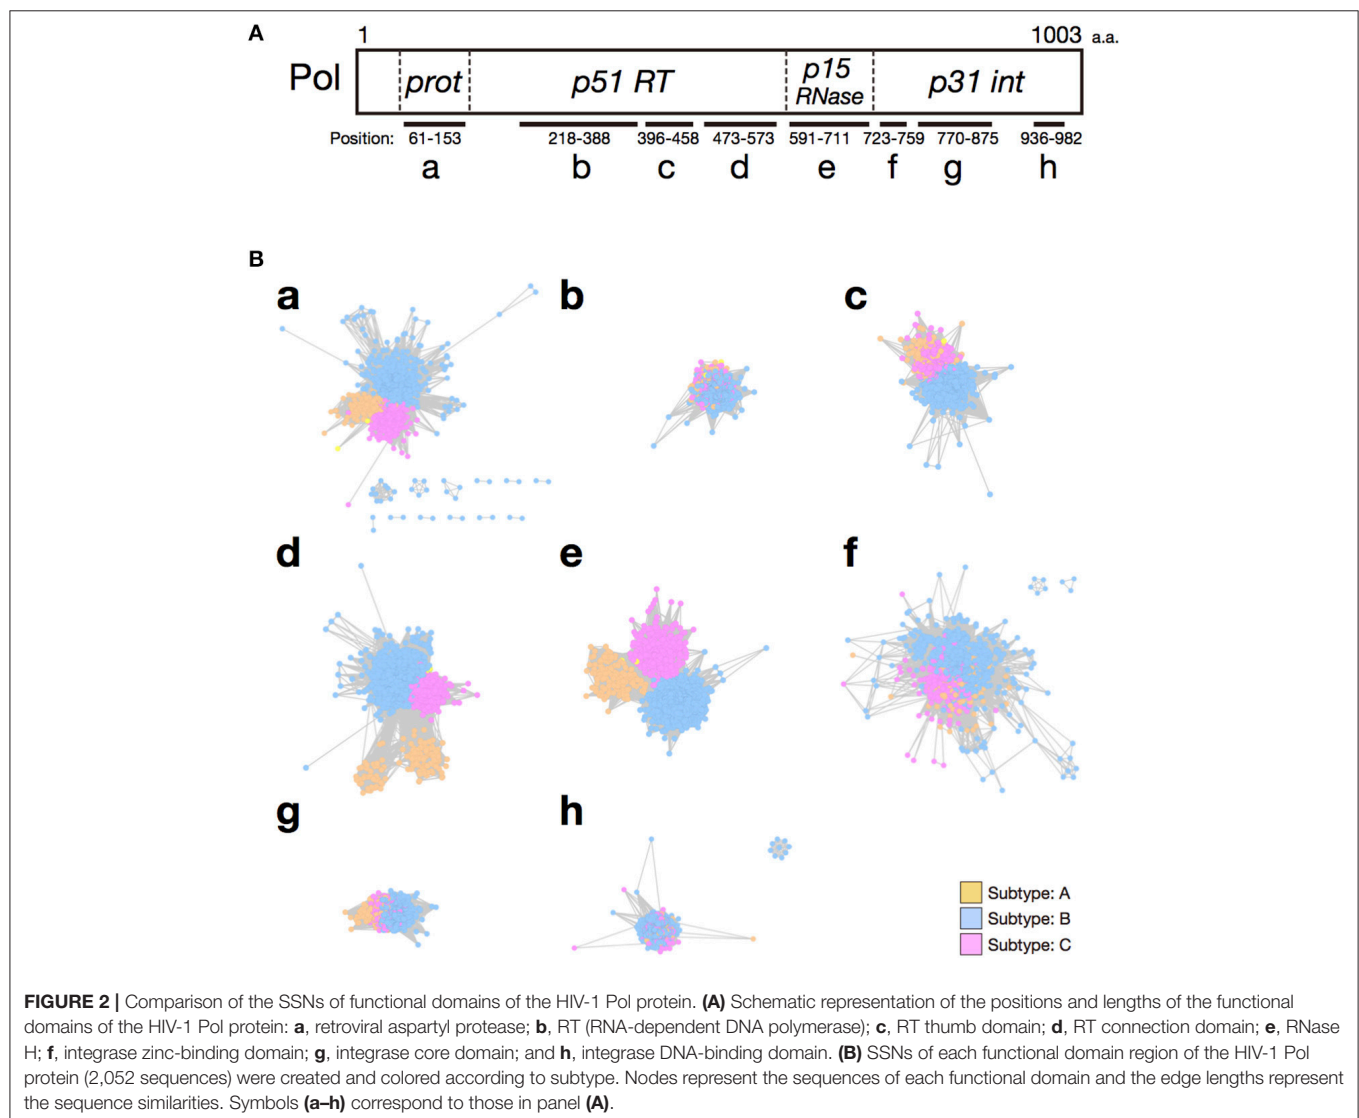 A
1
1003 a.a.
Pol
prot
p51 RT
p15
RNase
p31 int
Position: 61-153 218-388 396-458 473-573 591-711 723-759 770-875 936-982
a b c d e f g h
B
a b c
d e f
g h
Subtype: A
Subtype: B
Subtype: C
FIGURE 2 | Comparison of the SSNs of functional domains of the HIV-1 Pol protein. (A) Schematic representation of the positions and lengths of the functional
domains of the HIV-1 Pol protein: a, retroviral aspartyl protease; b, RT (RNA-dependent DNA polymerase); c, RT thumb domain; d, RT connection domain; e, RNase
H; f, integrase zinc-binding domain; g, integrase core domain; and h, integrase DNA-binding domain. (B) SSNs of each functional domain region of the HIV-1 Pol
protein (2,052 sequences) were created and colored according to subtype. Nodes represent the sequences of each functional domain and the edge lengths represent
the sequence similarities. Symbols (a–h) correspond to those in panel (A).